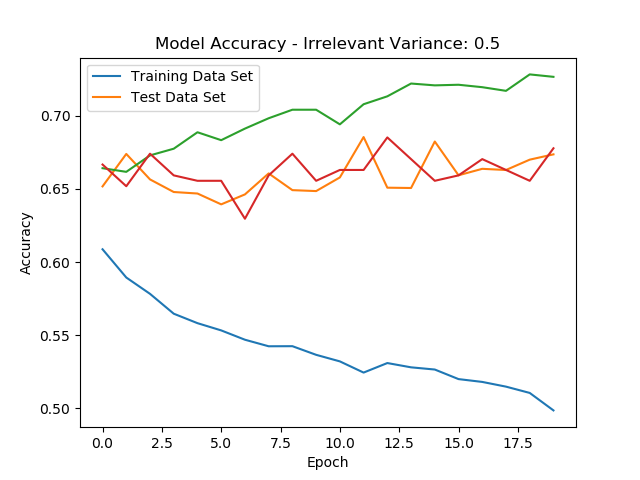 Model Accuracy - Irrelevant Variance: 0.5
Training Data Set
Test Data Set
0.70
0.65
0.60
0.55
0.50
Accuracy
0.0 2.5 5.0 7.5 10.0 12.5 15.0 17.5
Epoch